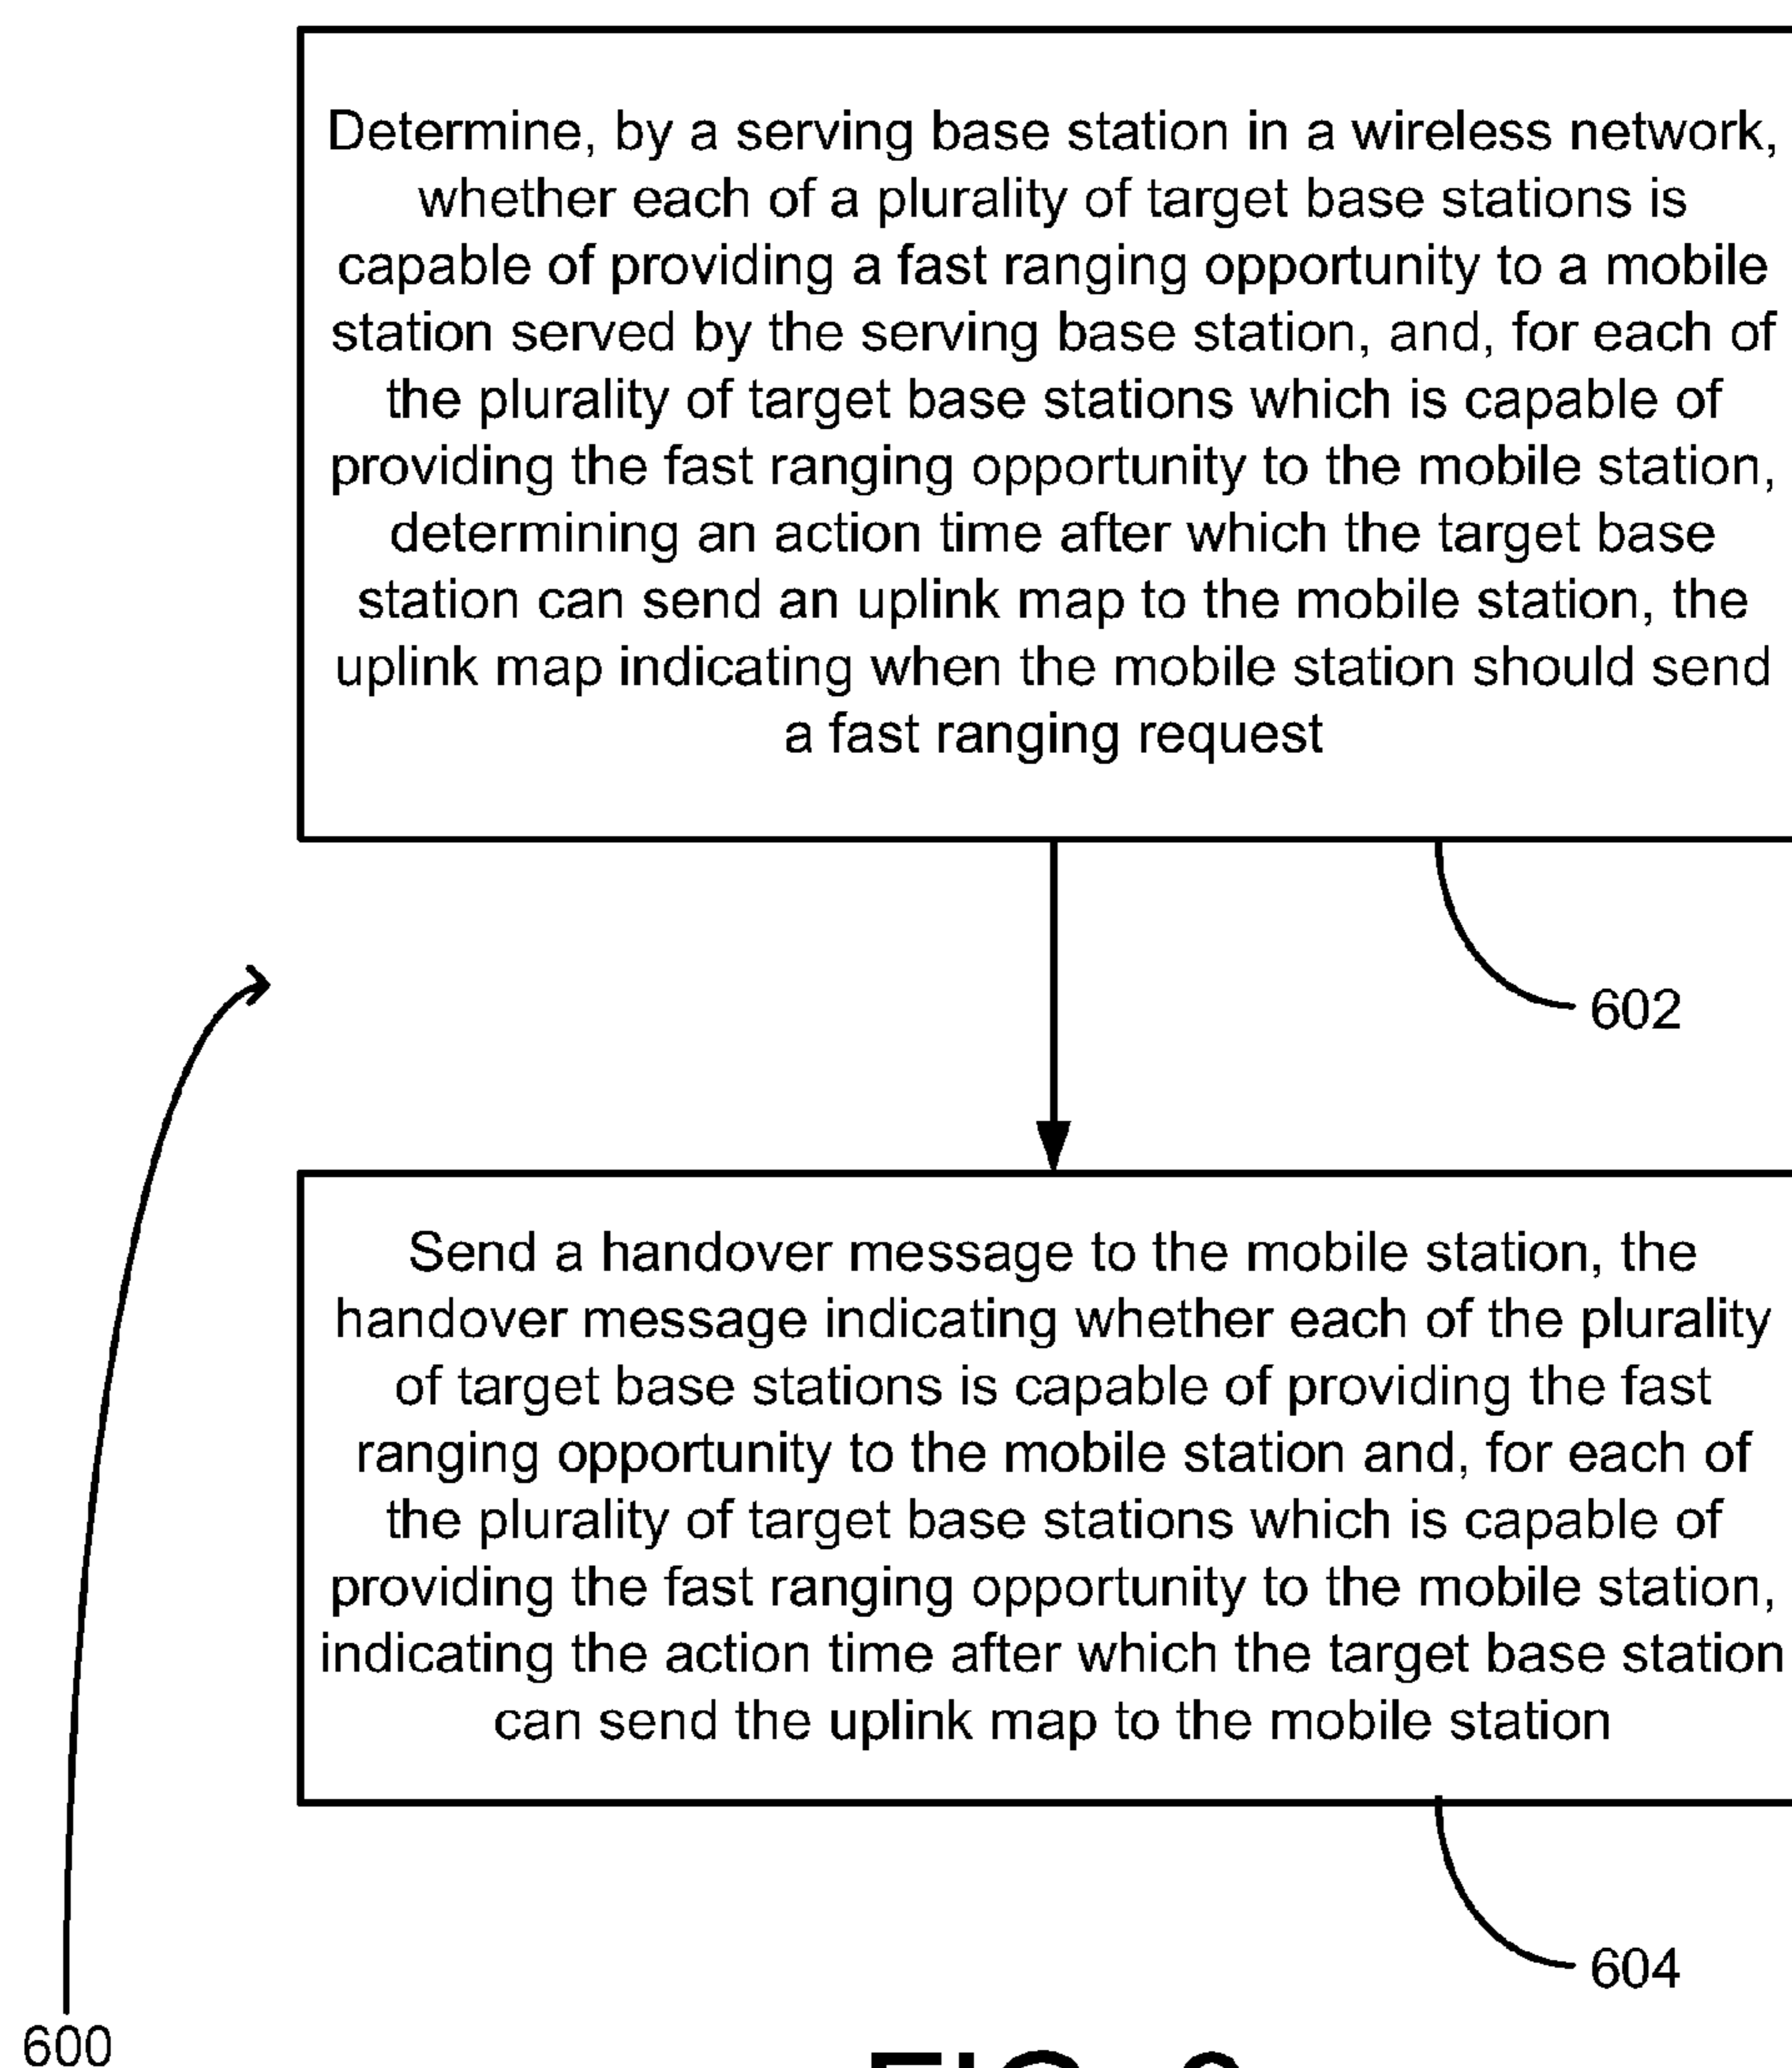 Determine, by a serving base station in a wireless network,
whether each of a plurality of target base stations is
capable of providing a fast ranging opportunity to a mobile
station served by the serving base station, and, for each of
the plurality of target base stations which is capable of
providing the fast ranging opportunity to the mobile station,
determining an action time after which the target base
station can send an uplink map to the mobile station, the
uplink map indicating when the mobile station should send
a fast ranging request
602
Send a handover message to the mobile station, the
handover message indicating whether each of the plurality
of target base stations is capable of providing the fast
ranging opportunity to the mobile station and, for each of
the plurality of target base stations which is capable of
providing the fast ranging opportunity to the mobile station,
indicating the action time after which the target base station
can send the uplink map to the mobile station
604
600